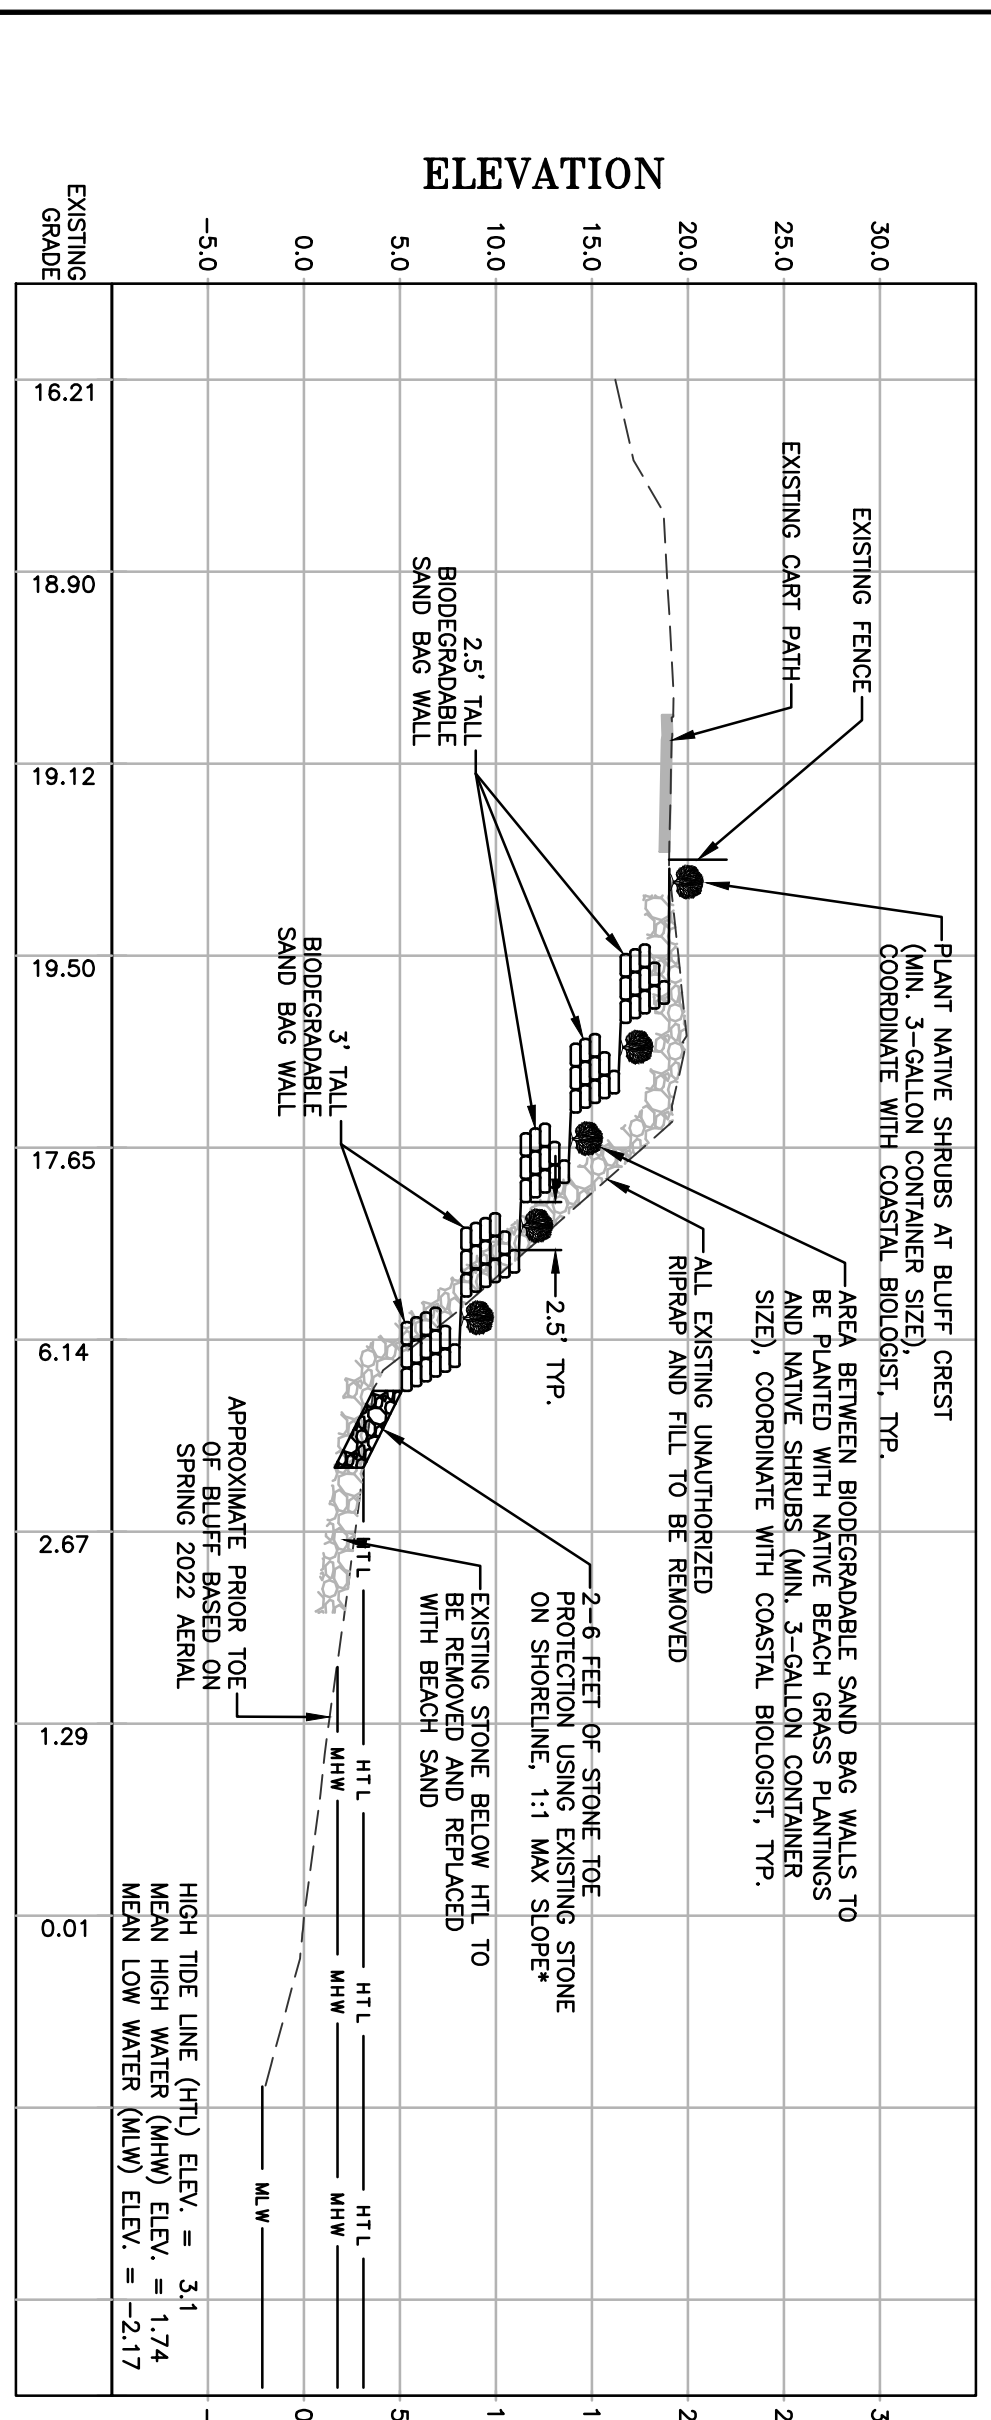 ELEVATION
30.0
25.0
20.0
15.0
10.0
5.0
0.0
-5.0
EXISTING
GRADE
16.21
18.90
19.12
19.50
17.65
6.14
2.67
1.29
0.01
EXISTING FENCE
EXISTING CART PATH
2.5' TALL
BIODEGRADABLE
SAND BAG WALL
3' TALL
BIODEGRADABLE
SAND BAG WALL
PLANT NATIVE SHRUBS AT BLUFF CREST
(MIN. 3-GALLON CONTAINER SIZE),
COORDINATE WITH COASTAL BIOLOGIST, TYP.
AREA BETWEEN BIODEGRADABLE SAND BAG WALLS TO
BE PLANTED WITH NATIVE BEACH GRASS PLANTINGS
AND NATIVE SHRUBS (MIN. 3-GALLON CONTAINER
SIZE), COORDINATE WITH COASTAL BIOLOGIST, TYP.
ALL EXISTING UNAUTHORIZED
RIPRAP AND FILL TO BE REMOVED
2.5' TYP.
2-6 FEET OF STONE TOE
PROTECTION USING EXISTING STONE
ON SHORELINE, 1:1 MAX SLOPE*
EXISTING STONE BELOW HTL TO
BE REMOVED AND REPLACED
WITH BEACH SAND
APPROXIMATE PRIOR TOE
OF BLUFF BASED ON
SPRING 2022 AERIAL
HTL
HTL
HTL
HTL
MHW
MHW
MHW
MLW
HIGH TIDE LINE (HTL) ELEV. = 3.1
MEAN HIGH WATER (MHW) ELEV. = 1.74
MEAN LOW WATER (MLW) ELEV. = -2.17